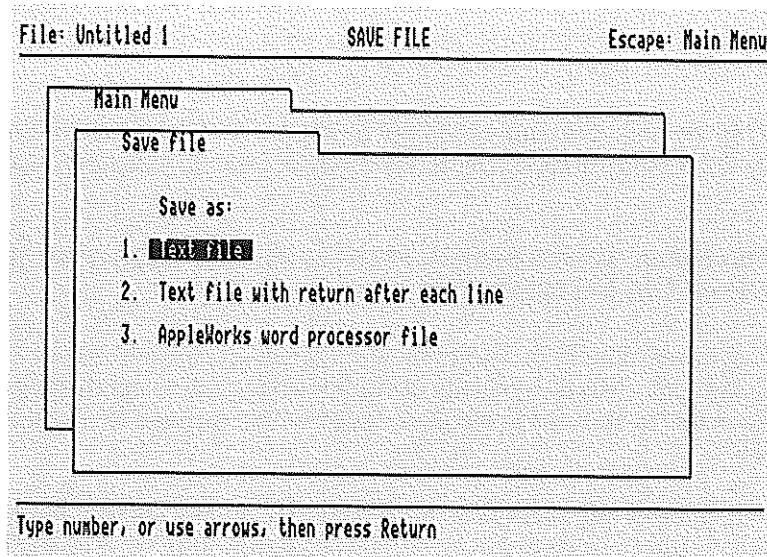 File: Untitled 1 SAVE FILE Escape: Main Menu
Main Menu
Save file
Save as:
1. Text file
2. Text file with return after each line
3. AppleWorks word processor file
Type number, or use arrows, then press Return